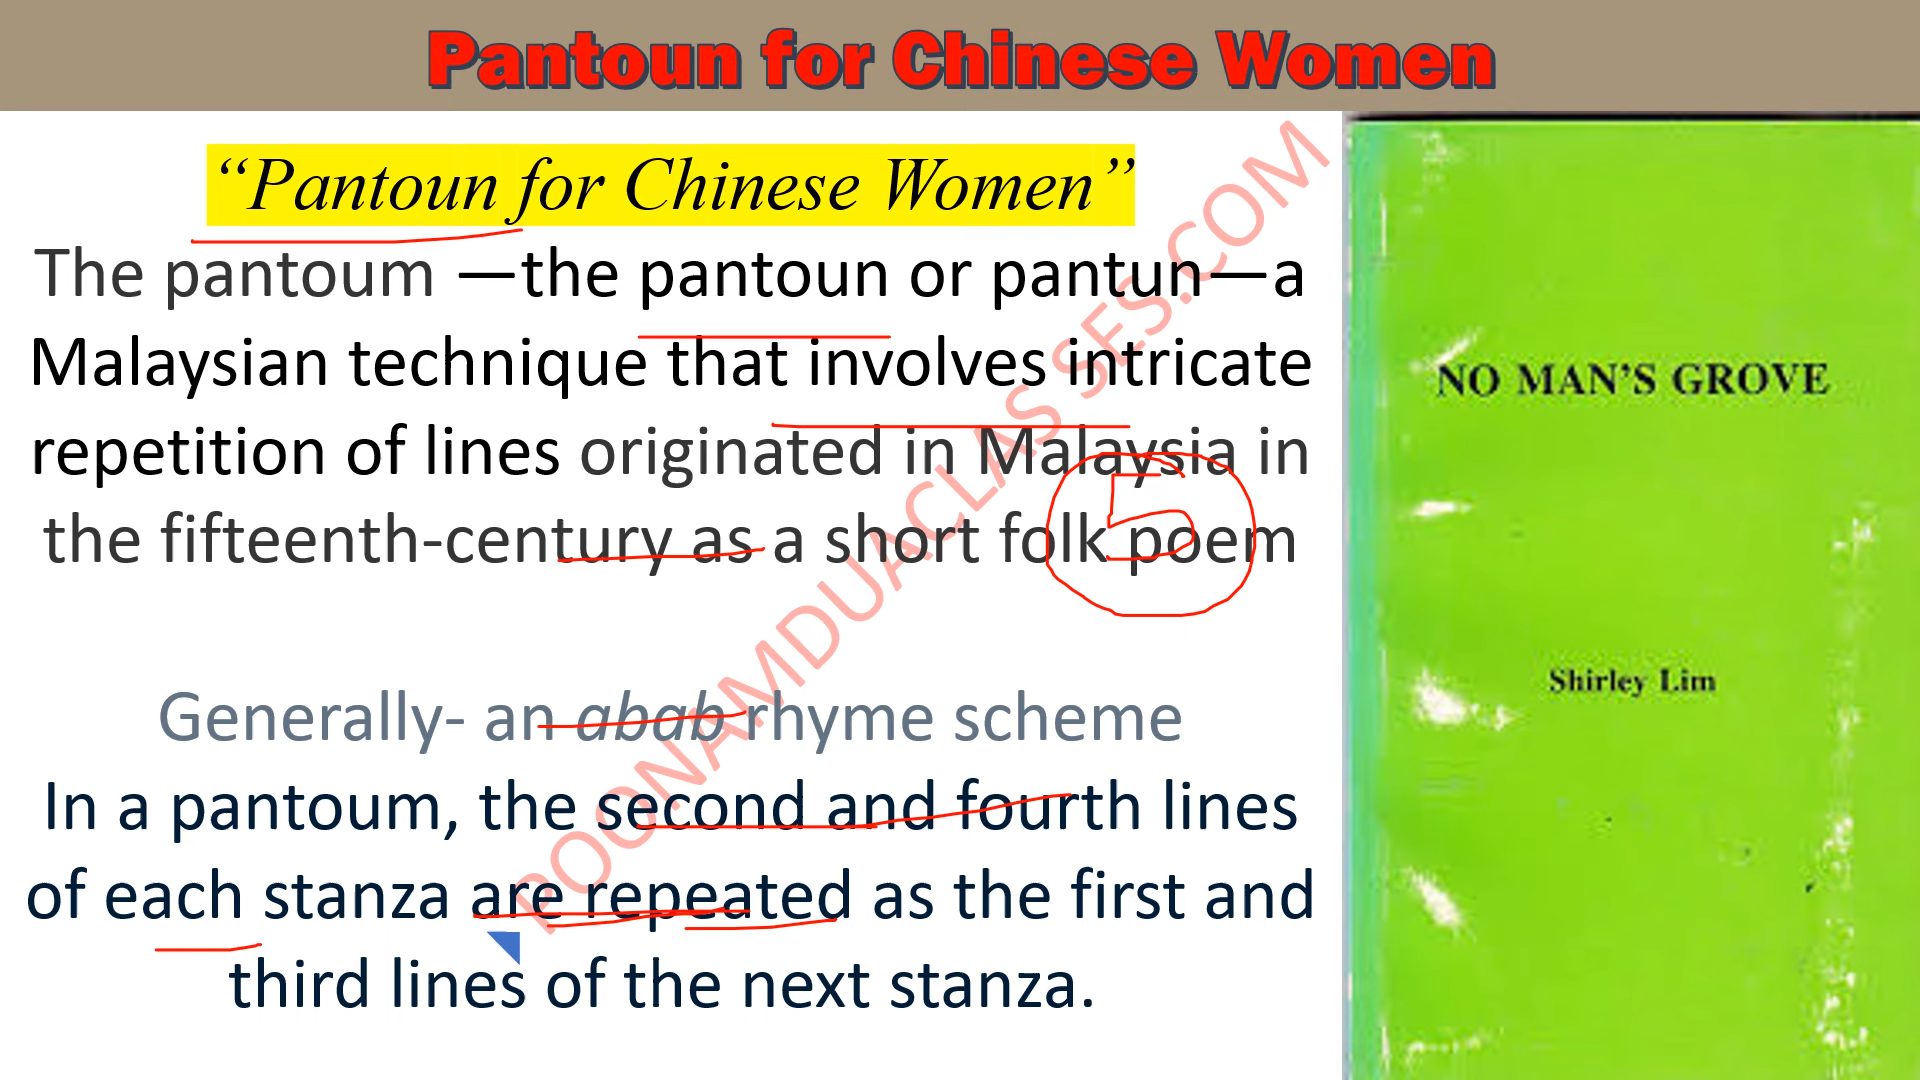 Pantoun for Chinese Women
“Pantoun for Chinese Women”
The pantoum —the pantoun or pantun—a
Malaysian technique that involves intricate
repetition of lines originated in Malaysia in
the fifteenth-century as a short folk poem
5
Generally- an abab rhyme scheme
In a pantoum, the second and fourth lines
of each stanza are repeated as the first and
third lines of the next stanza.
POONAMDUACLAS SES.COM
NO MAN'S GROVE
Shirley Lim